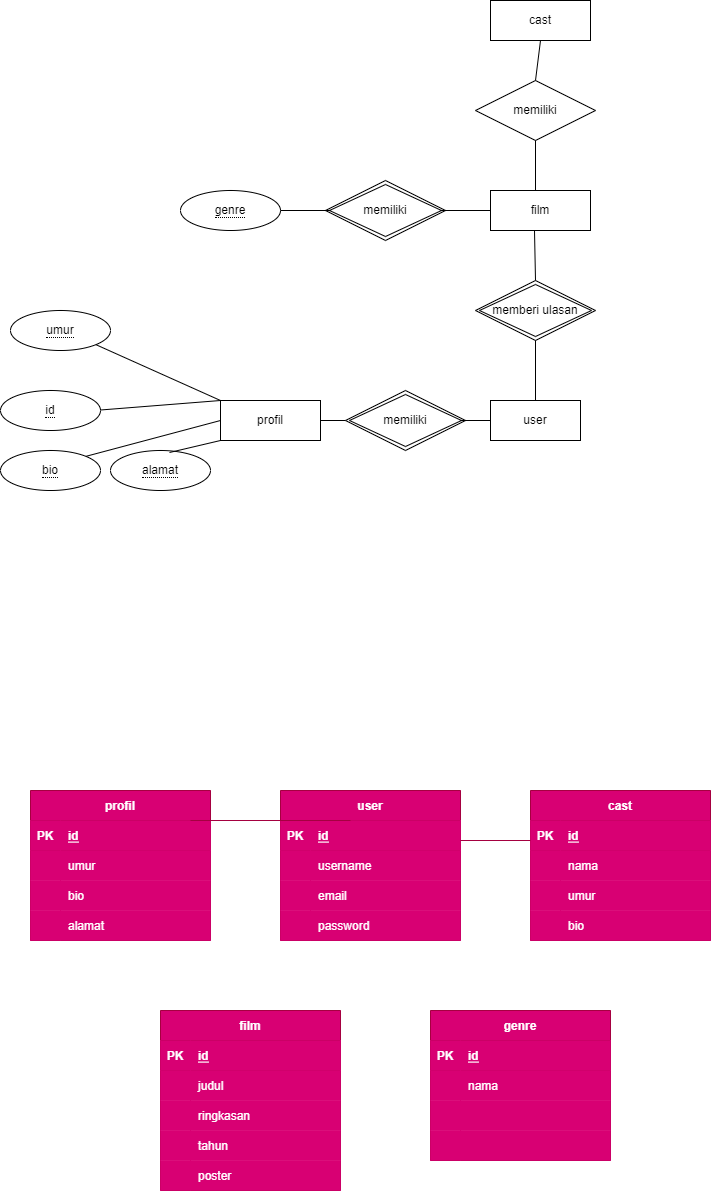 cast
memiliki
genre
memiliki
film
memberi ulasan
umur
id
profil
memiliki
user
bio
alamat
profil
PK id
umur
bio
alamat
user
PK id
username
email
password
cast
PK id
nama
umur
bio
film
PK id
judul
ringkasan
tahun
poster
genre
PK id
nama